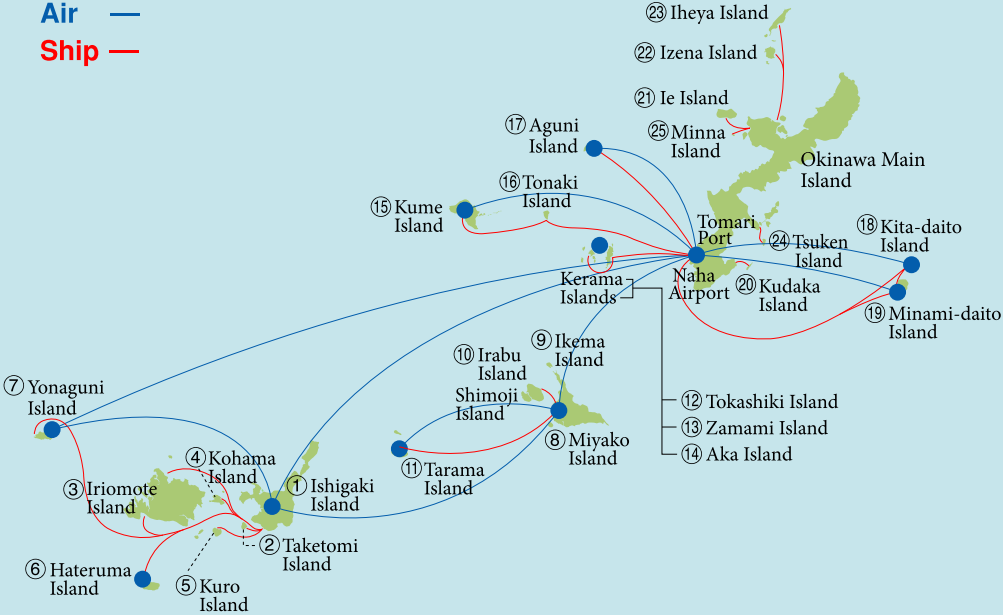 Air
Ship
㉓ Iheya Island
㉒ Izena Island
㉑ Ie Island
㉕ Minna
Island
Okinawa Main
Island
⑰ Aguni
Island
⑯ Tonaki
Island
⑮ Kume
Island
Tomari
Port
㉔ Tsuken
Island
⑱ Kita-daito
Island
Kerama
Islands
Naha
Airport
⑳ Kudaka
Island
⑲ Minami-daito
Island
⑨ Ikema
Island
⑩ Irabu
Island
Shimoji
Island
⑦ Yonaguni
Island
⑫ Tokashiki Island
⑬ Zamami Island
⑭ Aka Island
⑧ Miyako
Island
⑪ Tarama
Island
④ Kohama
Island
③ Iriomote
Island
① Ishigaki
Island
② Taketomi
Island
⑥ Hateruma
Island
⑤ Kuro
Island